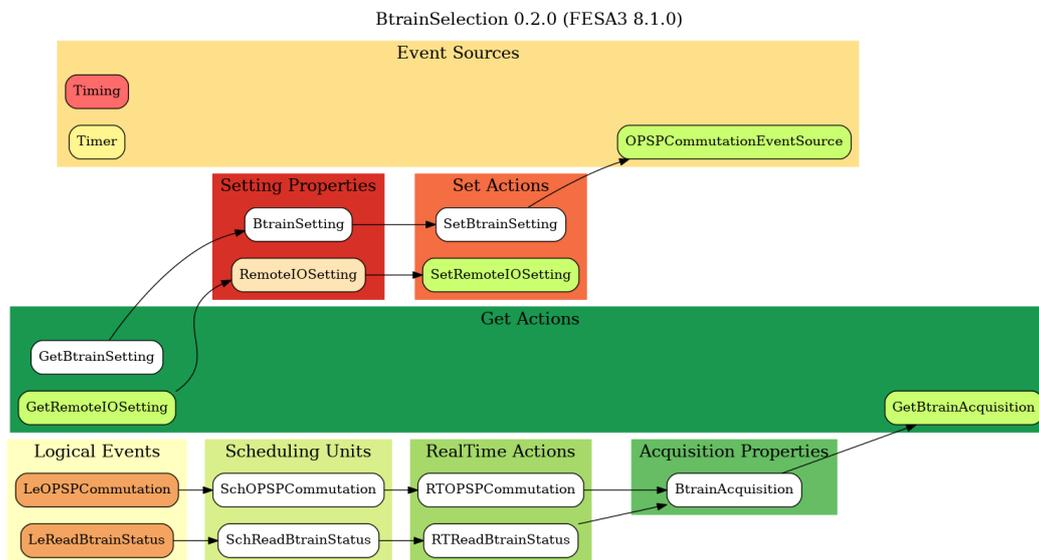 BtrainSelection 0.2.0 (FESA3 8.1.0)
Event Sources
Timing
Timer
OPSPCommutationEventSource
Setting Properties
Set Actions
BtrainSetting
SetBtrainSetting
RemoteIOSetting
SetRemoteIOSetting
Get Actions
GetBtrainSetting
GetRemoteIOSetting
GetBtrainAcquisition
Logical Events
Scheduling Units
RealTime Actions
Acquisition Properties
LeOPSPCommutation
SchOPSPCommutation
RTOPSPCommutation
BtrainAcquisition
LeReadBtrainStatus
SchReadBtrainStatus
RTReadBtrainStatus